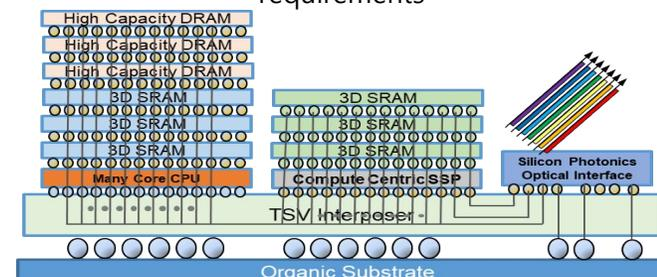 requirements
High Capacity DRAM
High Capacity DRAM
High Capacity DRAM
3D SRAM
3D SRAM
3D SRAM
Many Core CPU
3D SRAM
3D SRAM
3D SRAM
Compute Centric SSP
Silicon Photonics
Optical Interface
TSV Interposer
Organic Substrate